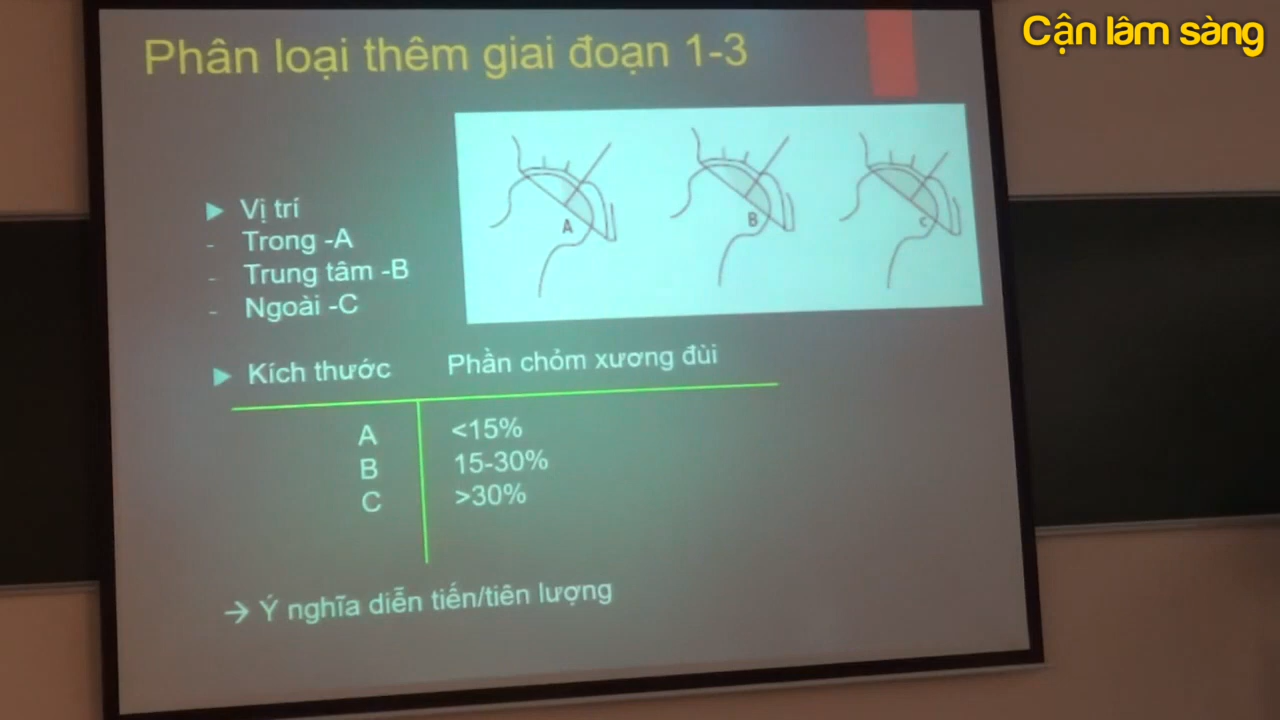 Cận lâm sàng
Phân loại thêm giai đoạn 1-3
► Vị trí
- Trong -A
- Trung tâm -B
- Ngoài -C
A B C
► Kích thước Phần chỏm xương đùi
A <15%
B 15-30%
C >30%
→ Ý nghĩa diễn tiến/tiên lượng